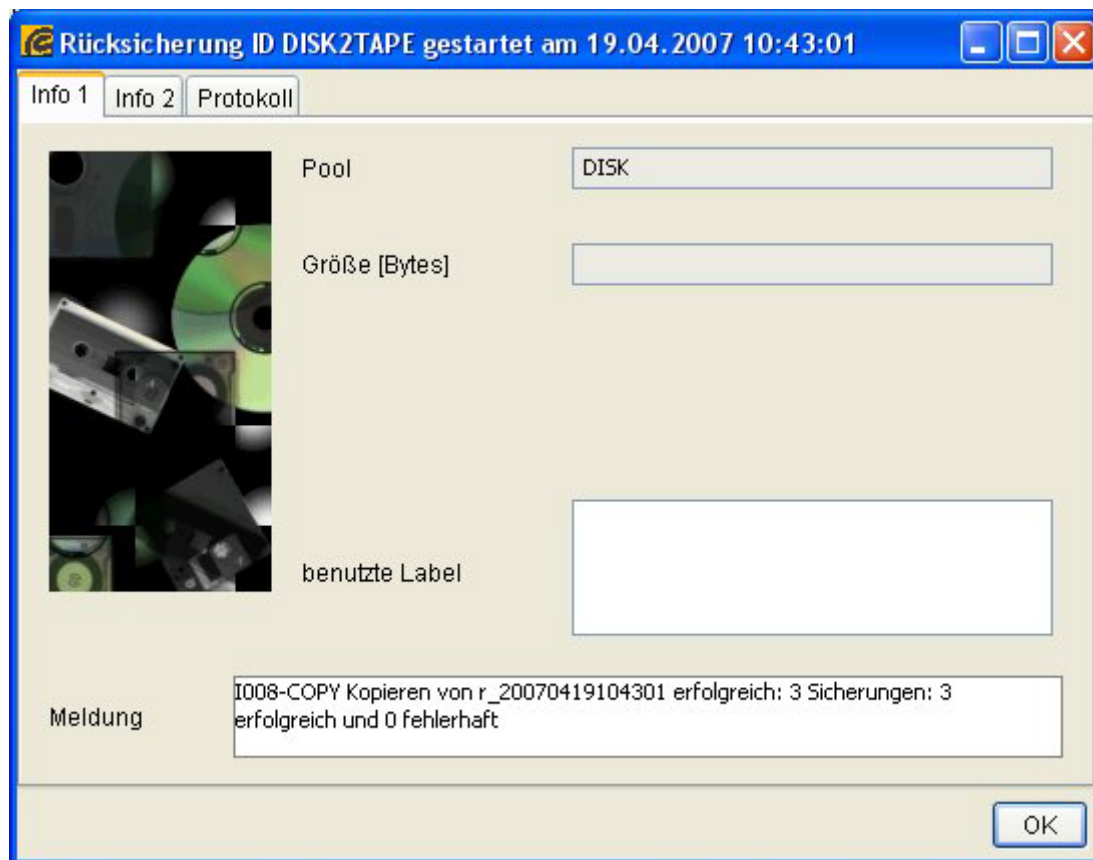 Rücksicherung ID DISK2TAPE gestartet am 19.04.2007 10:43:01
Info 1 Info 2 Protokoll
Pool DISK
Größe [Bytes]
benutzte Label
Meldung
I008-COPY Kopieren von r_20070419104301 erfolgreich: 3 Sicherungen: 3
erfolgreich und 0 fehlerhaft
OK